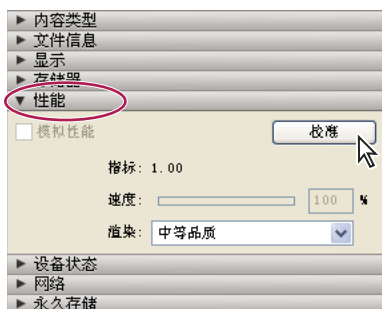 内容类型
文件信息
显示
存储器
性能
模拟性能 校准
指标: 1.00
速度: 100 %
渲染: 中等品质
设备状态
网络
永久存储